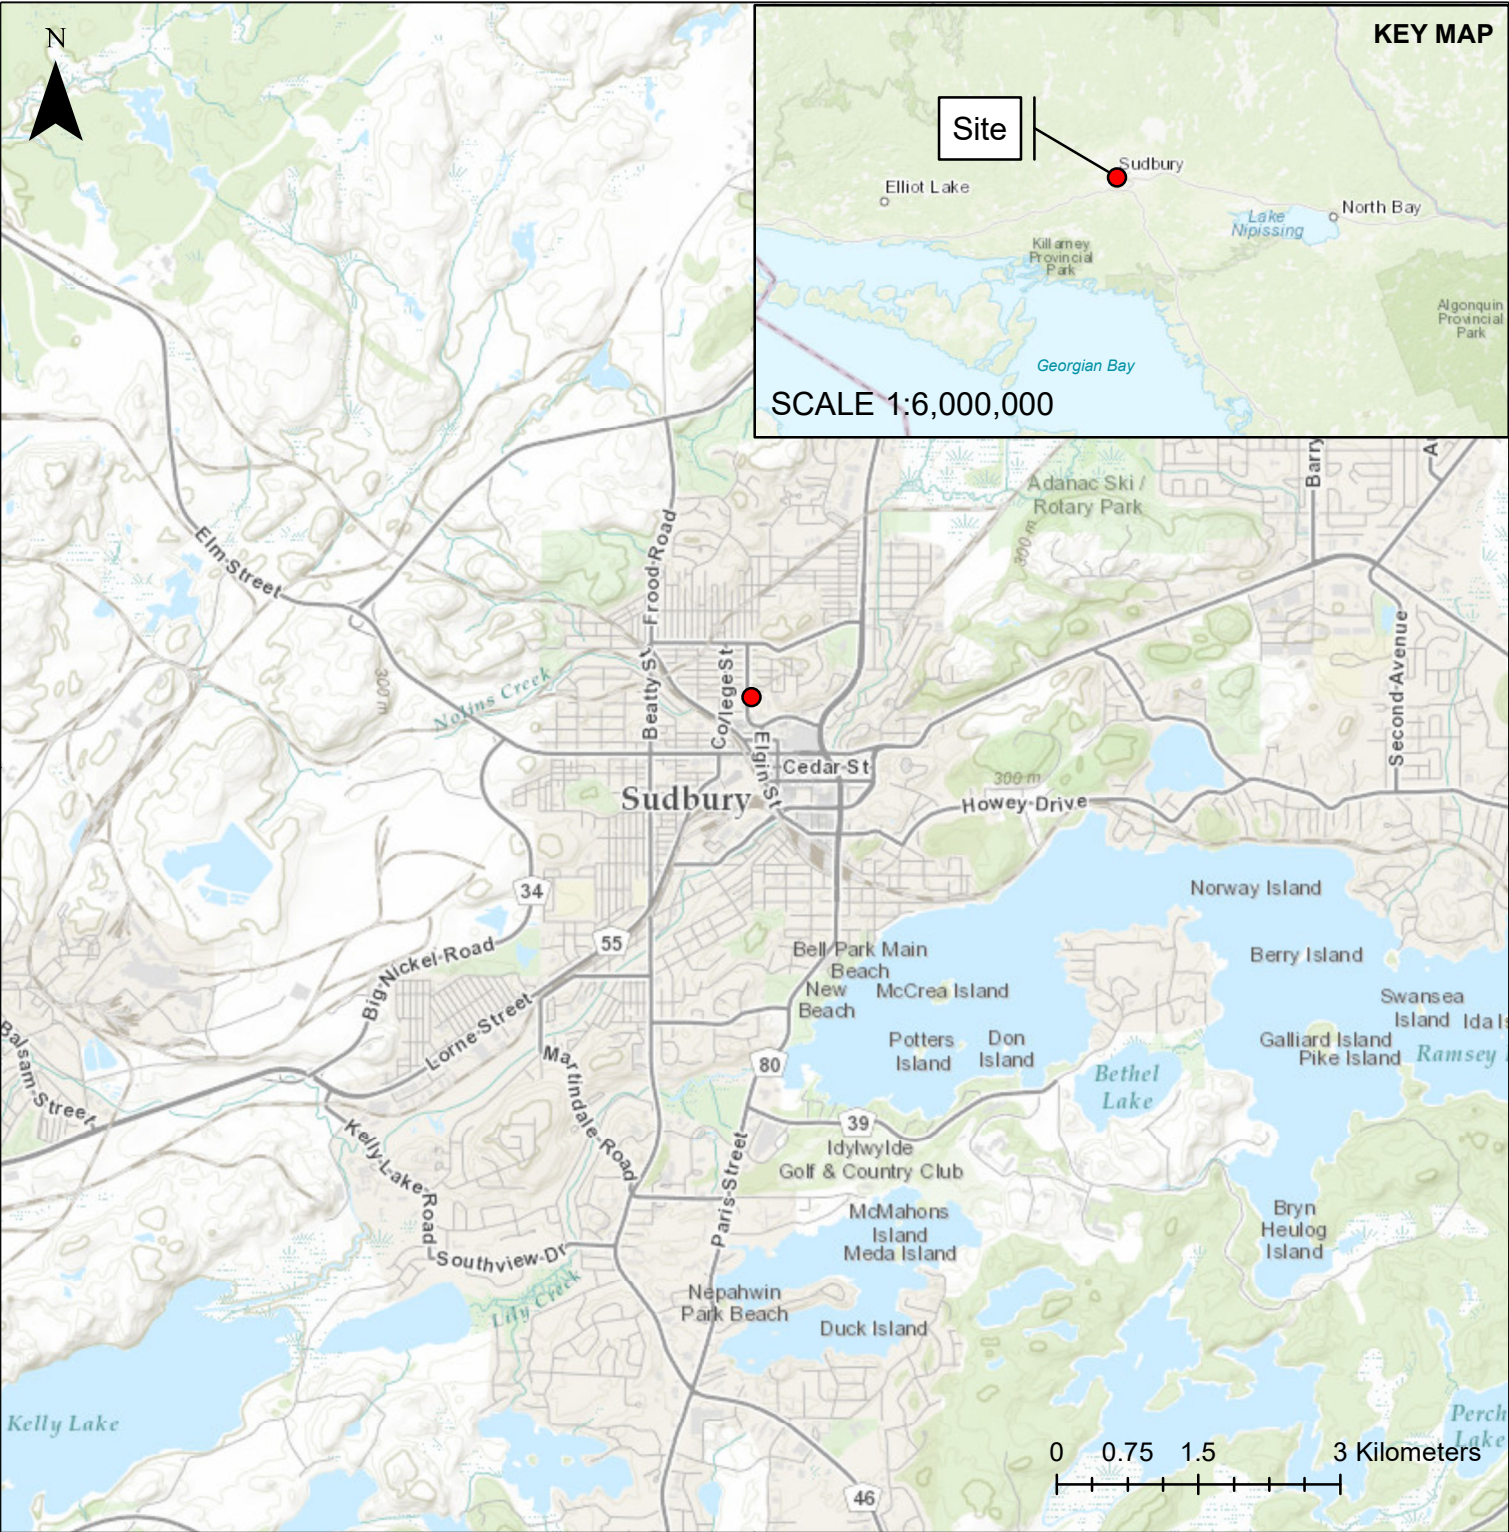 N
KEY MAP
Site
Sudbury
Elliot Lake
North Bay
Lake
Nipissing
Killarney
Provincial
Park
Algonquin
Provincial
Park
Georgian Bay
SCALE 1:6,000,000
Barry
Adanac Ski /
Rotary Park
300 m
Elm Street
Frood Road
Beatty St
College St
Nolins Creek
300 m
Second Avenue
Elgin St
Cedar St
Sudbury
300 m
Howey Drive
34
Norway Island
55
Big Nickel Road
Bell Park Main
Beach
Berry Island
New
Beach
McCrea Island
Swansea
Island
Lorne Street
Balsam Street
Potters
Island
Don
Island
Galliard Island
Pike Island
Ramsey
Martindale Road
80
Bethel
Lake
39
Kelly Lake Road
Idylwylde
Golf & Country Club
Paris Street
McMahons
Island
Meda Island
Bryn
Heulog
Island
Southview Dr
Lily Creek
Nepahwin
Park Beach
Duck Island
Kelly Lake
Perch
Lake
0 0.75 1.5 3 Kilometers
46